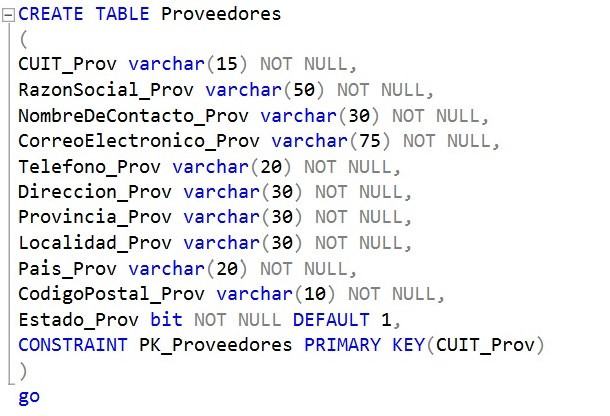 CREATE TABLE Proveedores
(
CUIT_Prov varchar(15) NOT NULL,
RazonSocial_Prov varchar(50) NOT NULL,
NombreDeContacto_Prov varchar(30) NOT NULL,
CorreoElectronico_Prov varchar(75) NOT NULL,
Telefono_Prov varchar(20) NOT NULL,
Direccion_Prov varchar(30) NOT NULL,
Provincia_Prov varchar(30) NOT NULL,
Localidad_Prov varchar(30) NOT NULL,
Pais_Prov varchar(20) NOT NULL,
CodigoPostal_Prov varchar(10) NOT NULL,
Estado_Prov bit NOT NULL DEFAULT 1,
CONSTRAINT PK_Proveedores PRIMARY KEY(CUIT_Prov)
)
go